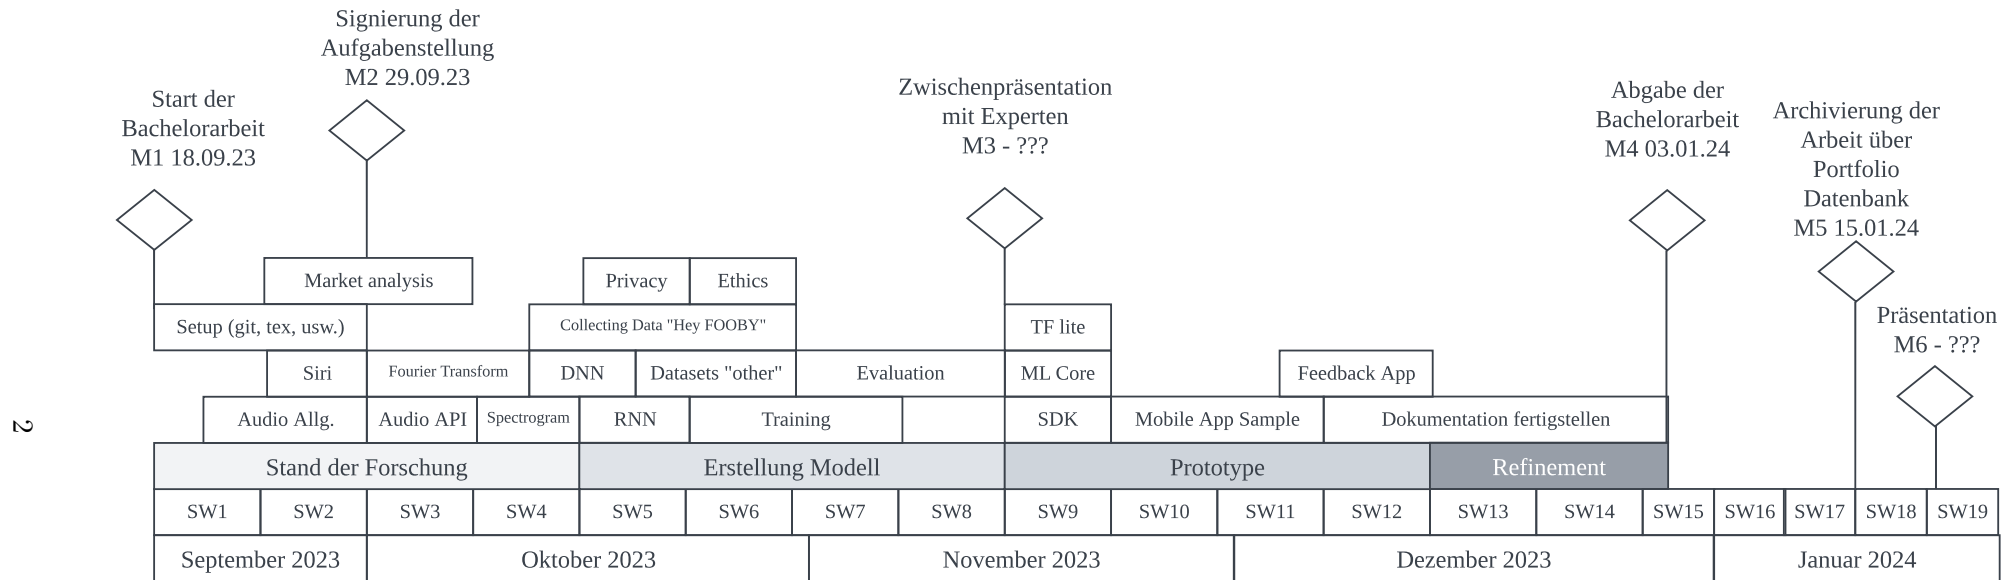 Signierung der
Aufgabenstellung
M2 29.09.23
Start der
Bachelorarbeit
M1 18.09.23
Zwischenpräsentation
mit Experten
M3 - ???
Abgabe der
Bachelorarbeit
M4 03.01.24
Archivierung der
Arbeit über
Portfolio
Datenbank
M5 15.01.24
Präsentation
M6 - ???
Market analysis
Privacy
Ethics
Setup (git, tex, usw.)
Collecting Data "Hey FOOBY"
TF lite
Siri
Fourier Transform
DNN
Datasets "other"
Evaluation
ML Core
Feedback App
Audio Allg.
Audio API
Spectrogram
RNN
Training
SDK
Mobile App Sample
Dokumentation fertigstellen
Stand der Forschung
Erstellung Modell
Prototype
Refinement
SW1
SW2
SW3
SW4
SW5
SW6
SW7
SW8
SW9
SW10
SW11
SW12
SW13
SW14
SW15
SW16
SW17
SW18
SW19
September 2023
Oktober 2023
November 2023
Dezember 2023
Januar 2024
2